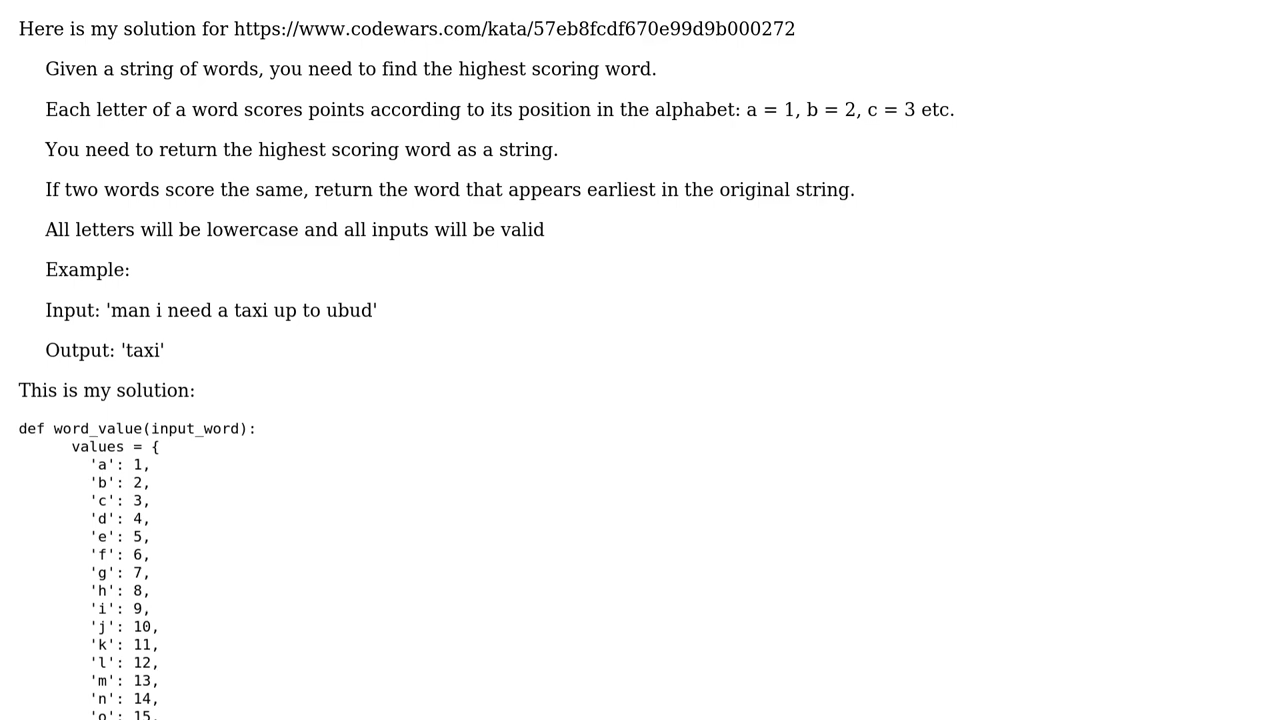 Here is my solution for https://www.codewars.com/kata/57eb8fcdf670e99d9b000272
Given a string of words, you need to find the highest scoring word.
Each letter of a word scores points according to its position in the alphabet: a = 1, b = 2, c = 3 etc.
You need to return the highest scoring word as a string.
If two words score the same, return the word that appears earliest in the original string.
All letters will be lowercase and all inputs will be valid
Example:
Input: 'man i need a taxi up to ubud'
Output: 'taxi'
This is my solution:
def word_value(input_word):
values = {
'a': 1,
'b': 2,
'c': 3,
'd': 4,
'e': 5,
'f': 6,
'g': 7,
'h': 8,
'i': 9,
'j': 10,
'k': 11,
'l': 12,
'm': 13,
'n': 14,
'o': 15,